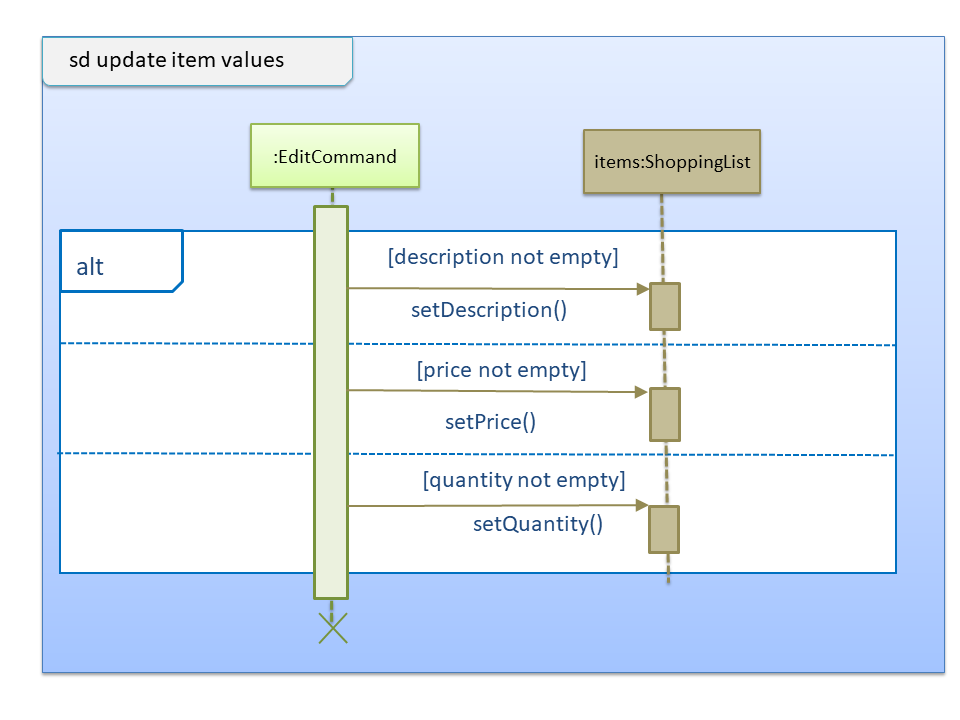 sd update item values
:EditCommand
items:ShoppingList
alt
[description not empty]
setDescription()
[price not empty]
setPrice()
[quantity not empty]
setQuantity()